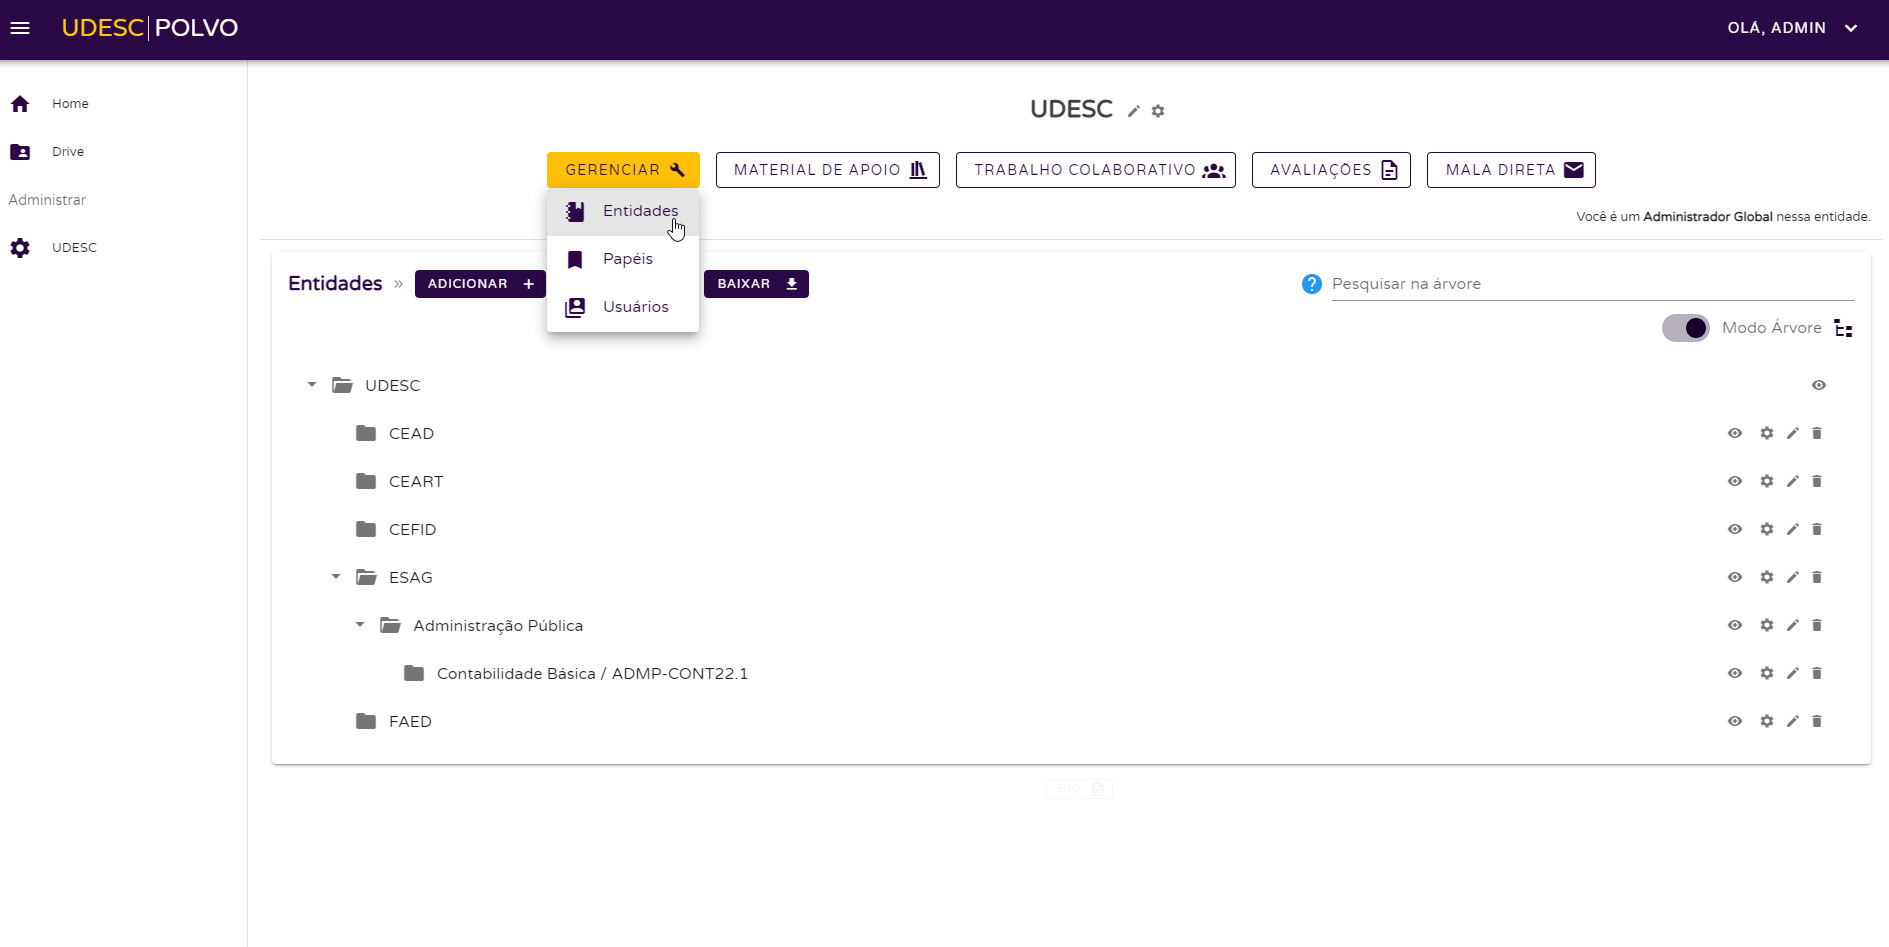 UDESC|POLVO
OLÁ, ADMIN
Home
Drive
Administrar
UDESC
UDESC
GERENCIAR
MATERIAL DE APOIO
TRABALHO COLABORATIVO
AVALIAÇÕES
MALA DIRETA
Entidades
Papéis
Usuários
Você é um Administrador Global nessa entidade.
Entidades »
ADICIONAR +
BAIXAR
? Pesquisar na árvore
Modo Árvore
UDESC
CEAD
CEART
CEFID
ESAG
Administração Pública
Contabilidade Básica / ADMP-CONT22.1
FAED